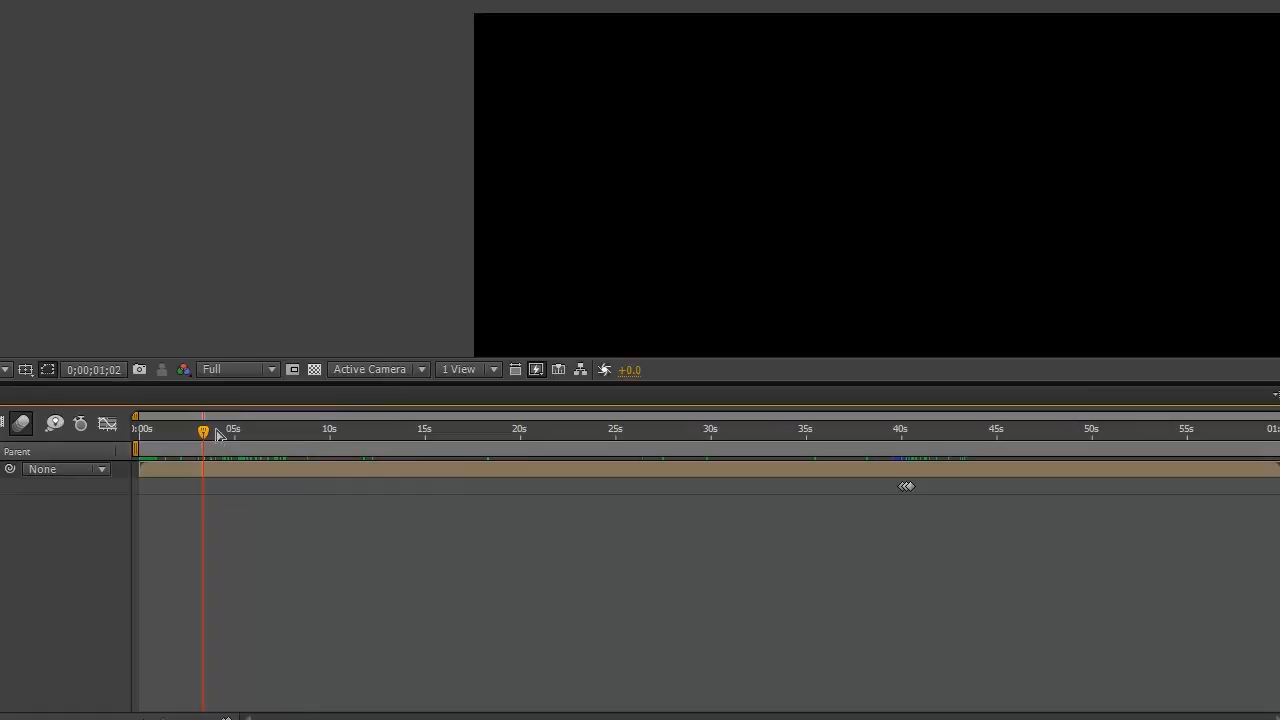 0;00;01;02 Full Active Camera 1 View +0.0
0:00s 05s 10s 15s 20s 25s 30s 35s 40s 45s 50s 55s 01:
Parent
None